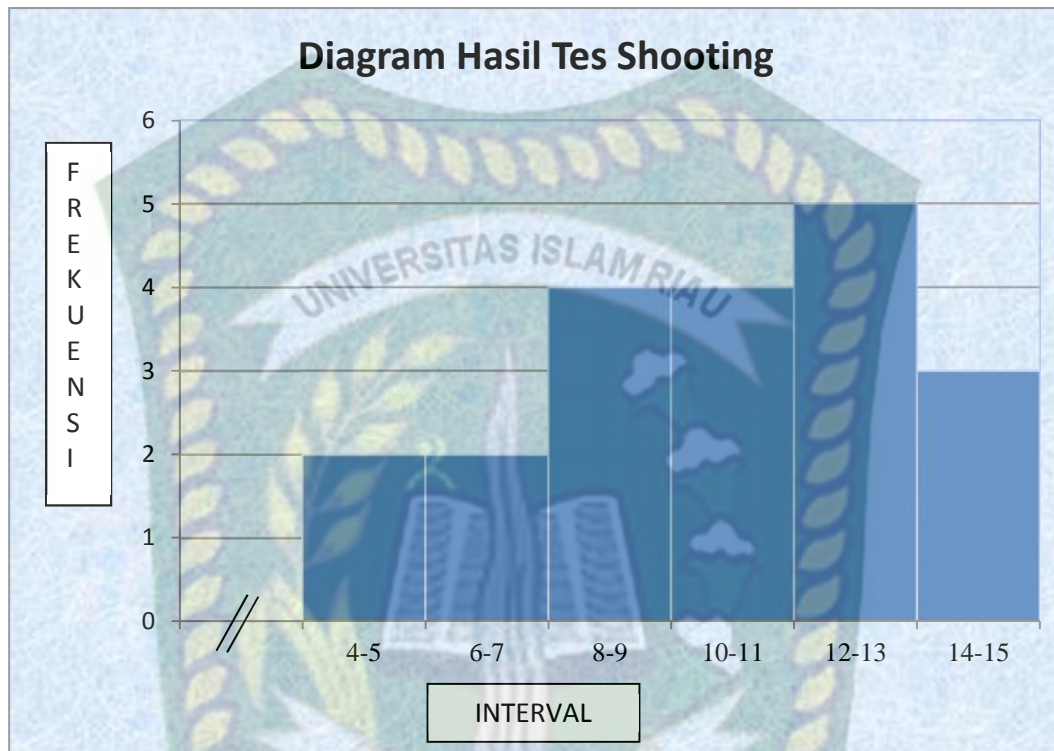 Diagram Hasil Tes Shooting
FREKUENSI
6
5
4
3
2
1
0
UNIVERSITAS ISLAM RIAU
4-5 6-7 8-9 10-11 12-13 14-15
INTERVAL